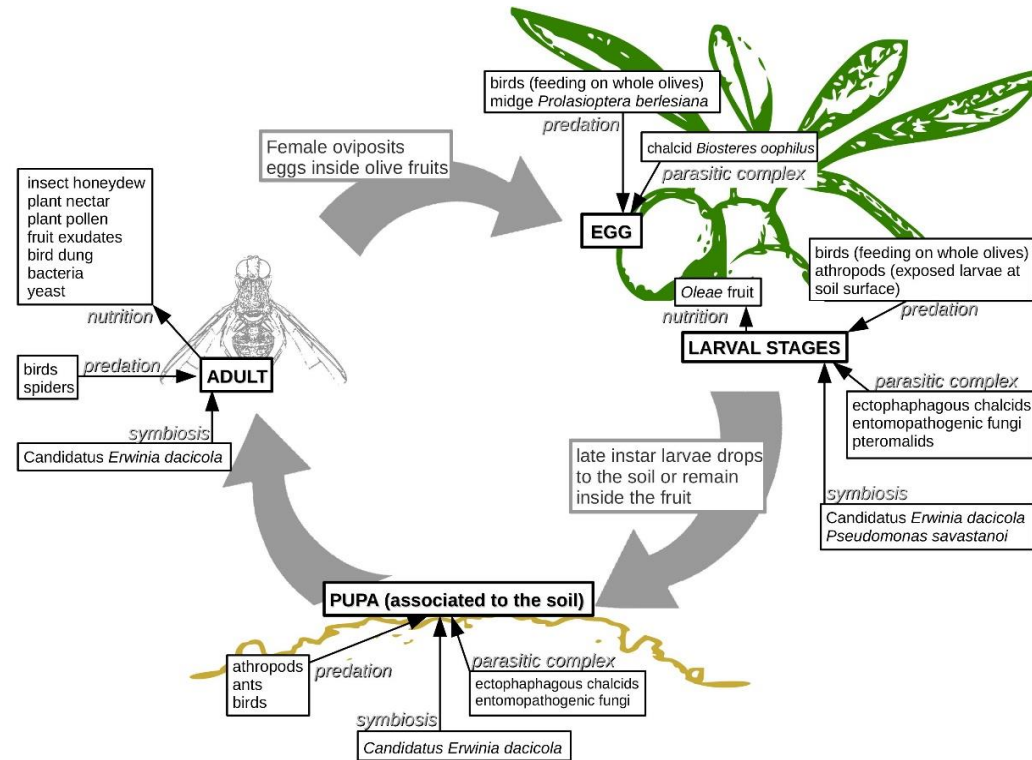 birds (feeding on whole olives)
midge Prolasioptera berlesiana
predation
chalcid Biosteres oophilus
parasitic complex
EGG
Female oviposits
eggs inside olive fruits
insect honeydew
plant nectar
plant pollen
fruit exudates
bird dung
bacteria
yeast
nutrition
birds
spiders
predation
ADULT
symbiosis
Candidatus Erwinia dacicola
birds (feeding on whole olives)
athropods (exposed larvae at
soil surface)
predation
Oleae fruit
nutrition
LARVAL STAGES
parasitic complex
ectophaphagous chalcids
entomopathogenic fungi
pteromalids
symbiosis
Candidatus Erwinia dacicola
Pseudomonas savastanoi
late instar larvae drops
to the soil or remain
inside the fruit
PUPA (associated to the soil)
athropods
ants
birds
predation
parasitic complex
ectophaphagous chalcids
entomopathogenic fungi
symbiosis
Candidatus Erwinia dacicola